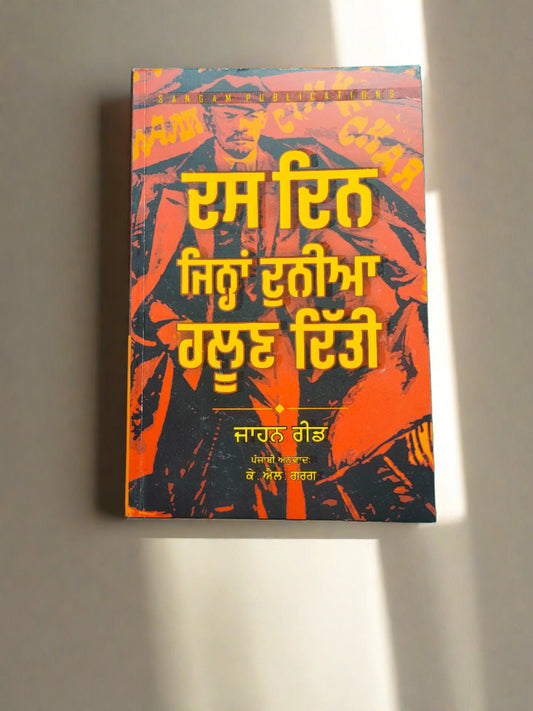 SANGAM PUBLICATIONS
ਦਸ ਦਿਨ
ਜਿਨ੍ਹਾਂ ਦੁਨੀਆ
ਹਲੂਣ ਦਿੱਤੀ
ਜਾਹਨ ਰੀਡ
ਪੰਜਾਬੀ ਅਨੁਵਾਦ:
ਕੇ. ਐਲ. ਗਰਗ